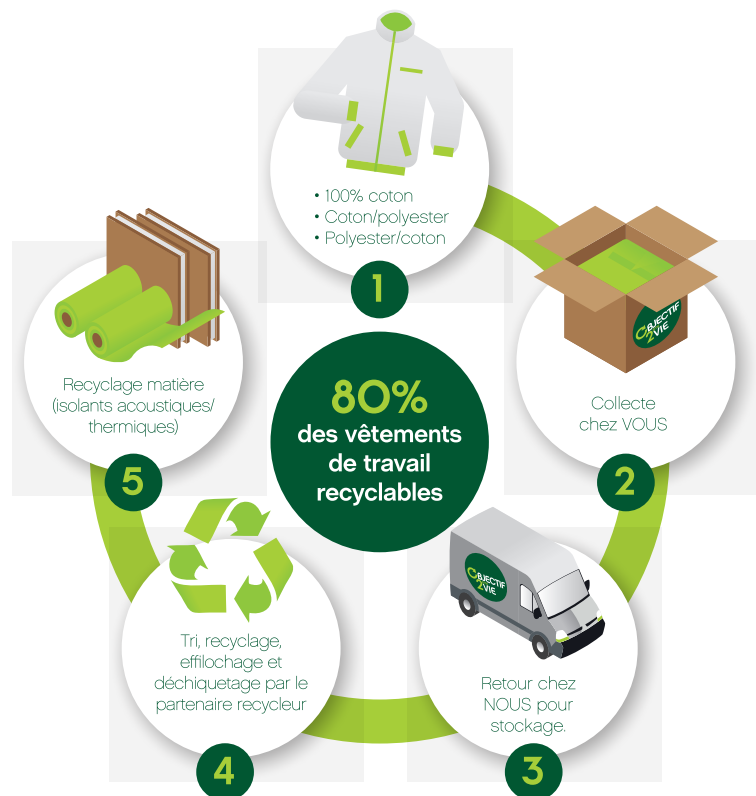 • 100% coton
• Coton/polyester
• Polyester/coton
1
OBJECTIF
2VIE
Collecte
chez VOUS
2
80%
des vêtements
de travail
recyclables
Recyclage matière
(isolants acoustiques/
thermiques)
5
OBJECTIF
2VIE
Retour chez
NOUS pour
stockage.
3
Tri, recyclage,
effilochage et
déchiquetage par le
partenaire recycleur
4